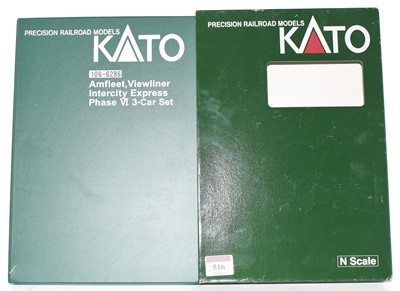 PRECISION RAILROAD MODELS
KATO
106-6286
Amfleet, Viewliner
Intercity Express
Phase VI 3-Car Set
PRECISION RAILROAD MODELS
KATO
516
N Scale